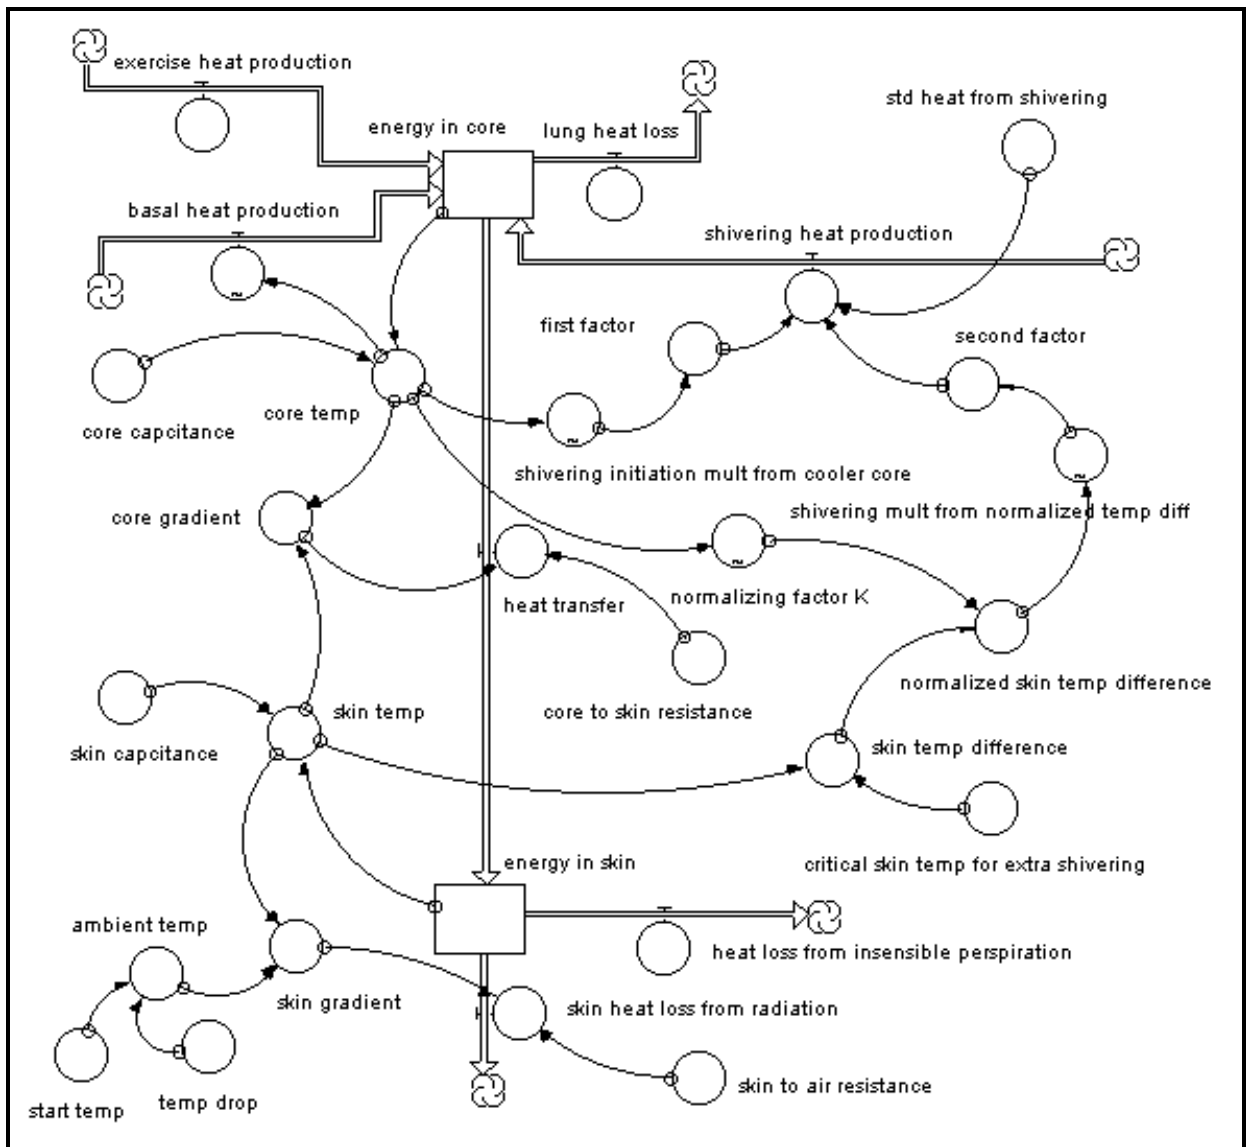 exercise heat production
std heat from shivering
energy in core
lung heat loss
basal heat production
shivering heat production
first factor
second factor
core temp
core capcitance
shivering initiation mult from cooler core
core gradient
shivering mult from normalized temp diff
heat transfer
normalizing factor K
normalized skin temp difference
skin temp
core to skin resistance
skin capcitance
skin temp difference
energy in skin
critical skin temp for extra shivering
ambient temp
heat loss from insensible perspiration
skin gradient
skin heat loss from radiation
skin to air resistance
start temp
temp drop